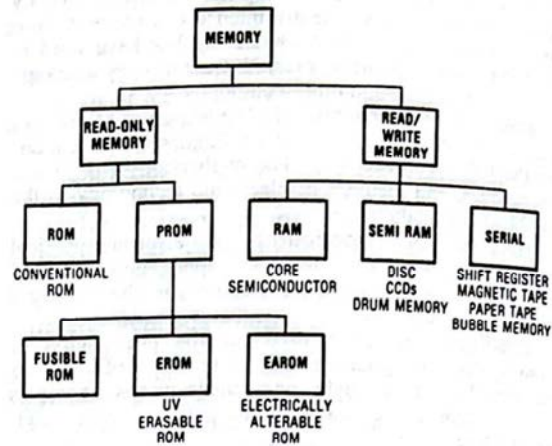 MEMORY
READ-ONLY
MEMORY
READ/
WRITE
MEMORY
ROM
CONVENTIONAL
ROM
PROM
RAM
CORE
SEMICONDUCTOR
SEMI RAM
DISC
CCDs
DRUM MEMORY
SERIAL
SHIFT REGISTER
MAGNETIC TAPE
PAPER TAPE
BUBBLE MEMORY
FUSIBLE
ROM
EROM
UV
ERASABLE
ROM
EAROM
ELECTRICALLY
ALTERABLE
ROM